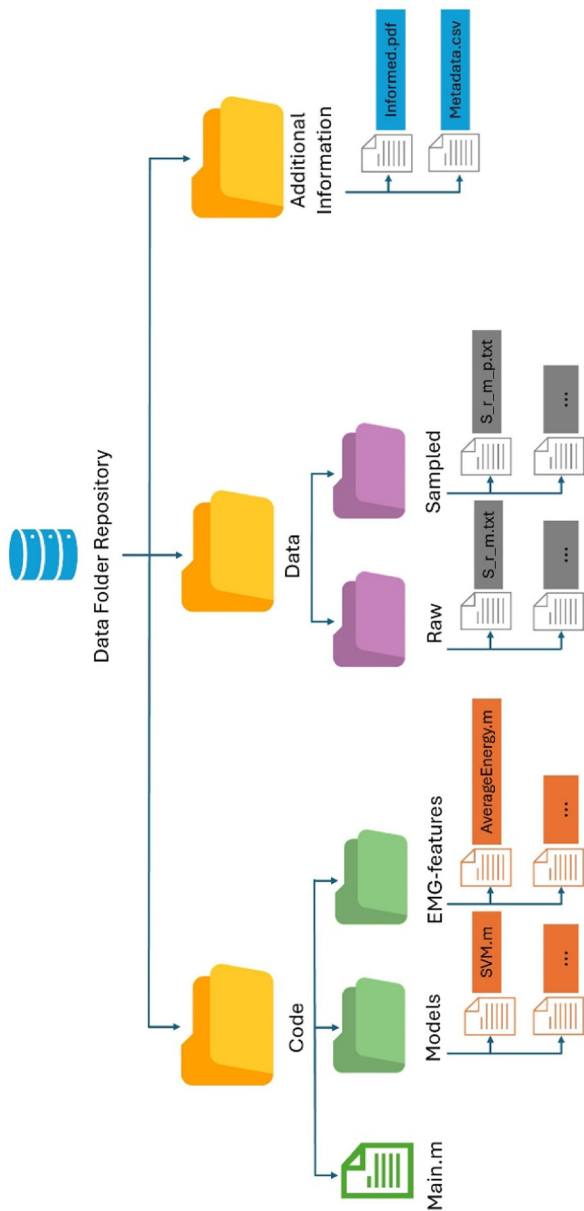 Data Folder Repository
Code
Data
Additional
Information
Main.m
Models
EMG-features
Raw
Sampled
SVM.m
...
AverageEnergy.m
...
S_r_m.txt
...
S_r_m_p.txt
...
Informed.pdf
Metadata.csv